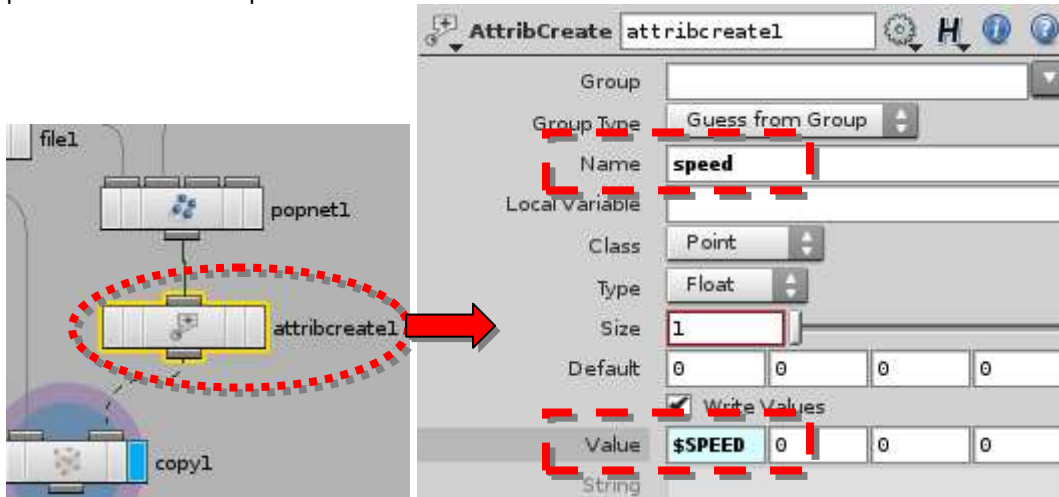 file1
popnet1
attribcreate1
copy1
AttribCreate attribcreate1
Group
Group Type Guess from Group
Name speed
Local Variable
Class Point
Type Float
Size 1
Default 0 0 0 0
Write Values
Value $SPEED 0 0 0
String